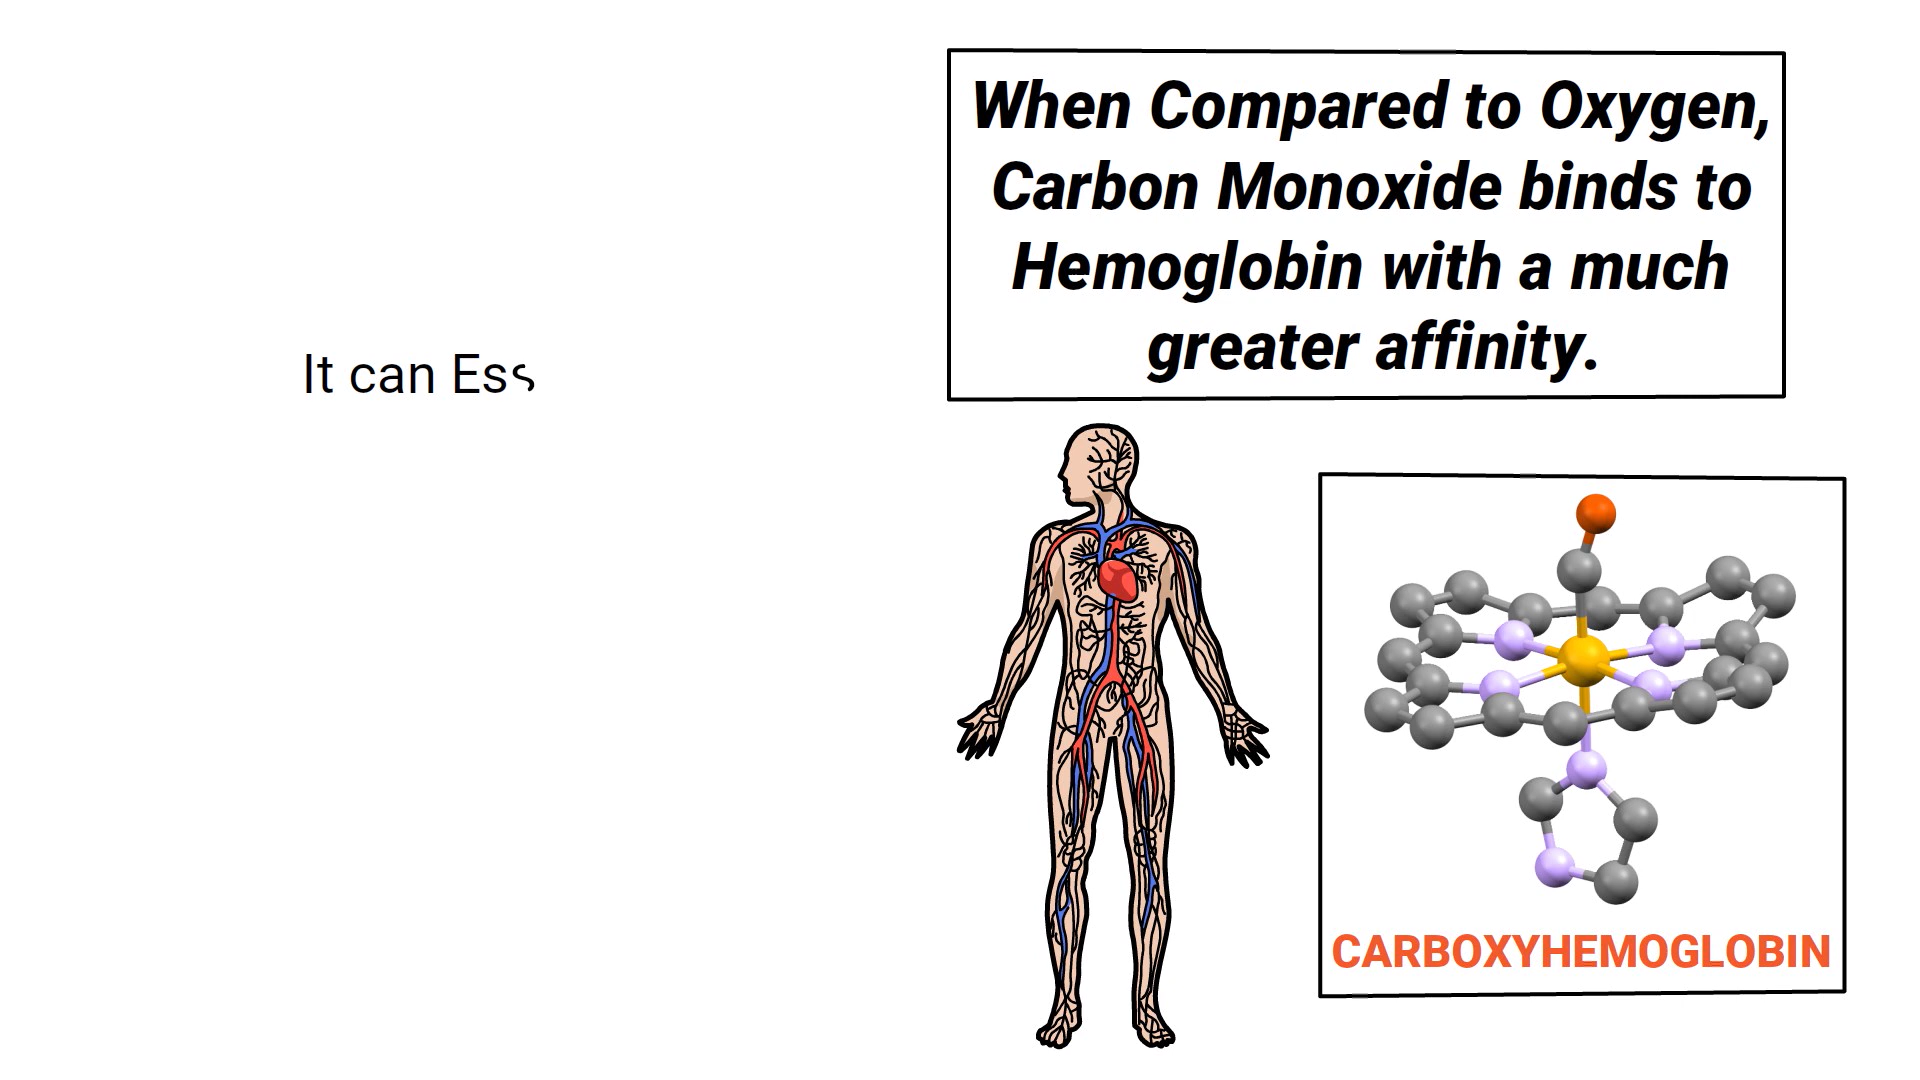 It can Ess
When Compared to Oxygen,
Carbon Monoxide binds to
Hemoglobin with a much
greater affinity.
CARBOXYHEMOGLOBIN